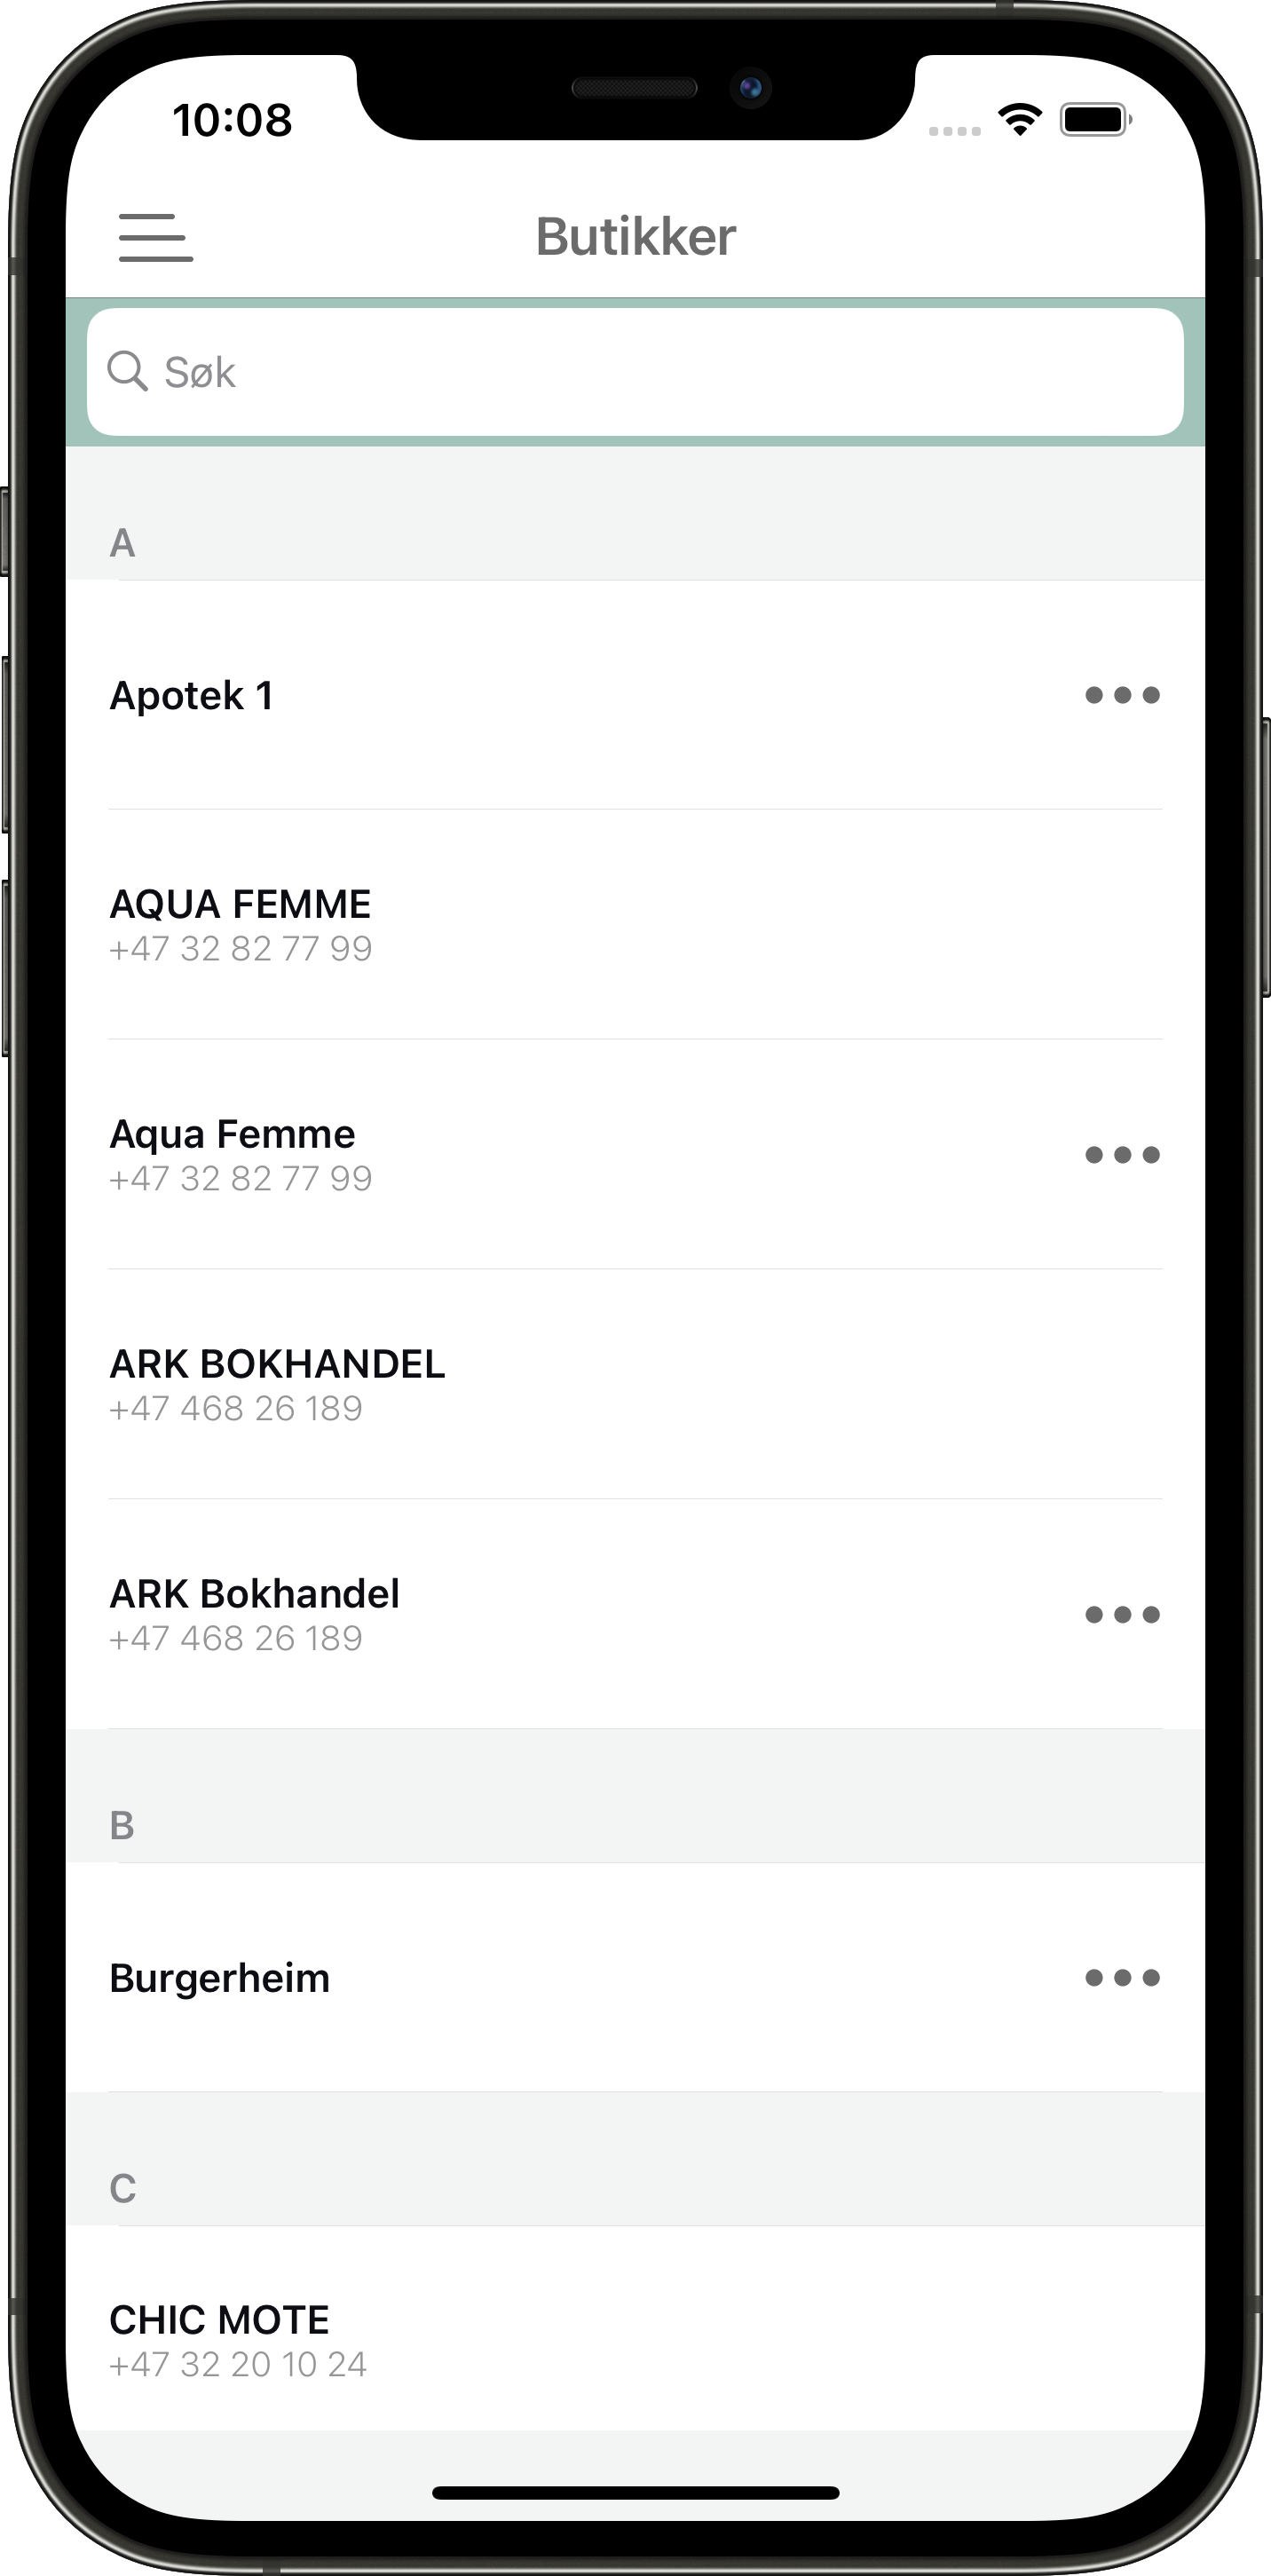 10:08
Butikker
Søk
A
Apotek 1
AQUA FEMME
+47 32 82 77 99
Aqua Femme
+47 32 82 77 99
ARK BOKHANDEL
+47 468 26 189
ARK Bokhandel
+47 468 26 189
B
Burgerheim
C
CHIC MOTE
+47 32 20 10 24